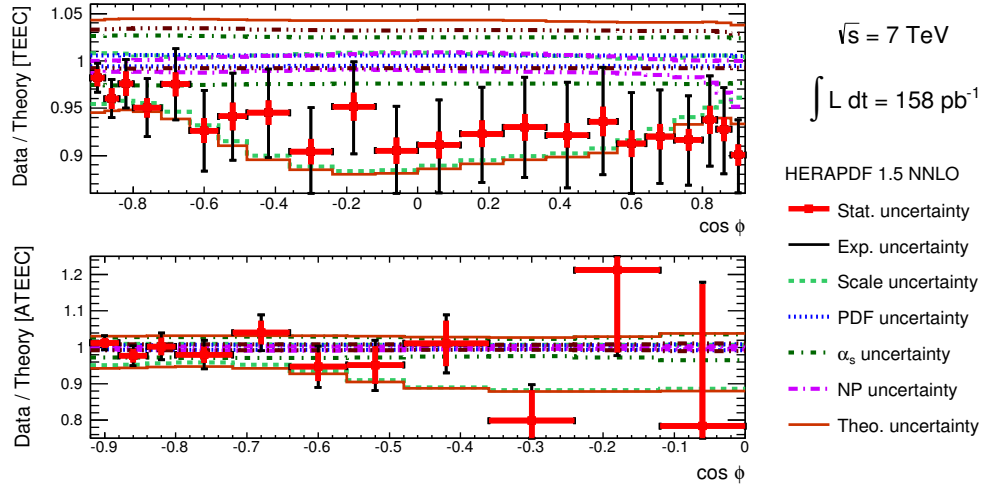 Data / Theory [TEEC]
1.05
1
0.95
0.9
-0.8 -0.6 -0.4 -0.2 0 0.2 0.4 0.6 0.8
cos ϕ
Data / Theory [ATEEC]
1.2
1.1
1
0.9
0.8
-0.9 -0.8 -0.7 -0.6 -0.5 -0.4 -0.3 -0.2 -0.1 0
cos ϕ
√s = 7 TeV
∫ L dt = 158 pb⁻¹
HERAPDF 1.5 NNLO
Stat. uncertainty
Exp. uncertainty
Scale uncertainty
PDF uncertainty
αₛ uncertainty
NP uncertainty
Theo. uncertainty